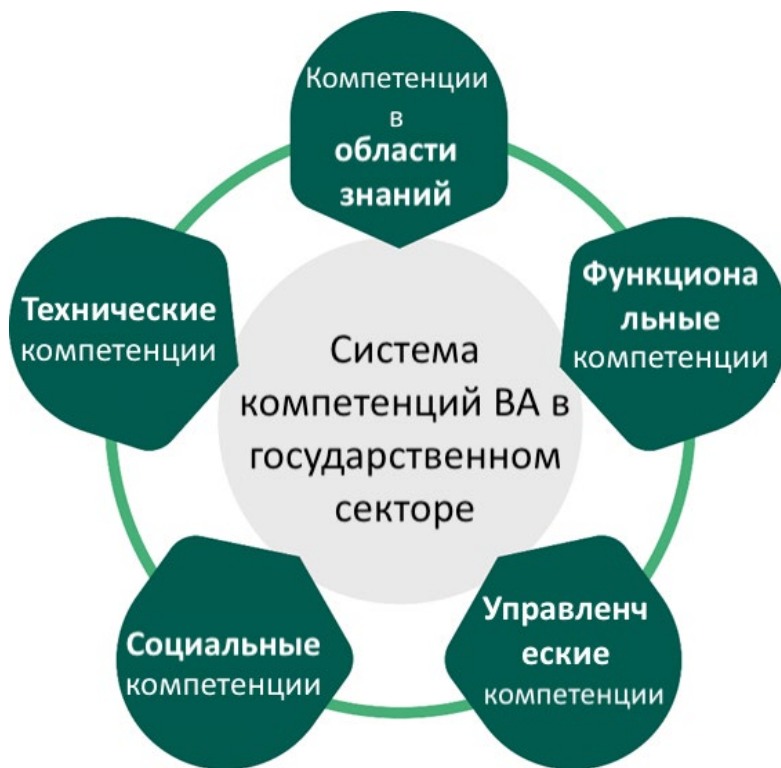 Компетенции
в
области
знаний
Функциона
льные
компетенции
Технические
компетенции
Система
компетенций ВА в
государственном
секторе
Управленч
еские
компетенции
Социальные
компетенции